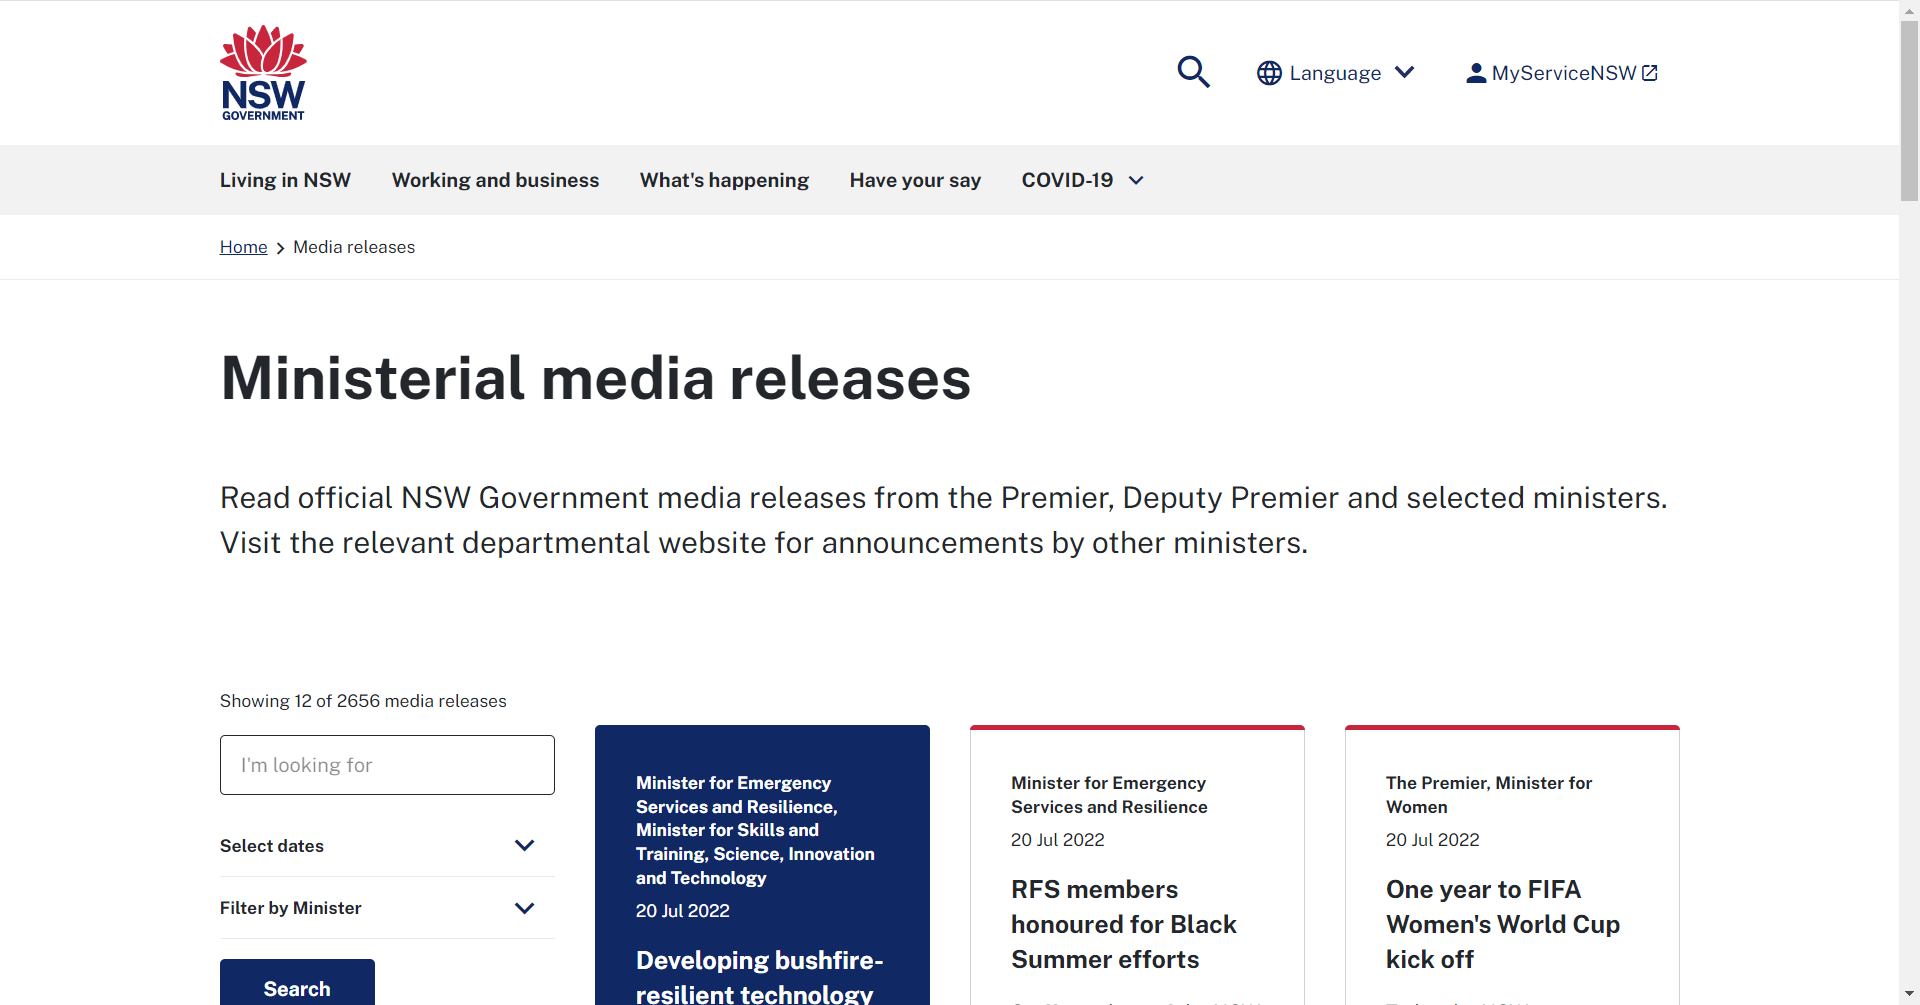 NSW
GOVERNMENT
Language
MyServiceNSW
Living in NSW
Working and business
What's happening
Have your say
COVID-19
Home
Media releases
Ministerial media releases
Read official NSW Government media releases from the Premier, Deputy Premier and selected ministers.
Visit the relevant departmental website for announcements by other ministers.
Showing 12 of 2656 media releases
I'm looking for
Select dates
Filter by Minister
Search
Minister for Emergency
Services and Resilience,
Minister for Skills and
Training, Science, Innovation
and Technology
20 Jul 2022
Developing bushfire-
resilient technology
Minister for Emergency
Services and Resilience
20 Jul 2022
RFS members
honoured for Black
Summer efforts
The Premier, Minister for
Women
20 Jul 2022
One year to FIFA
Women's World Cup
kick off